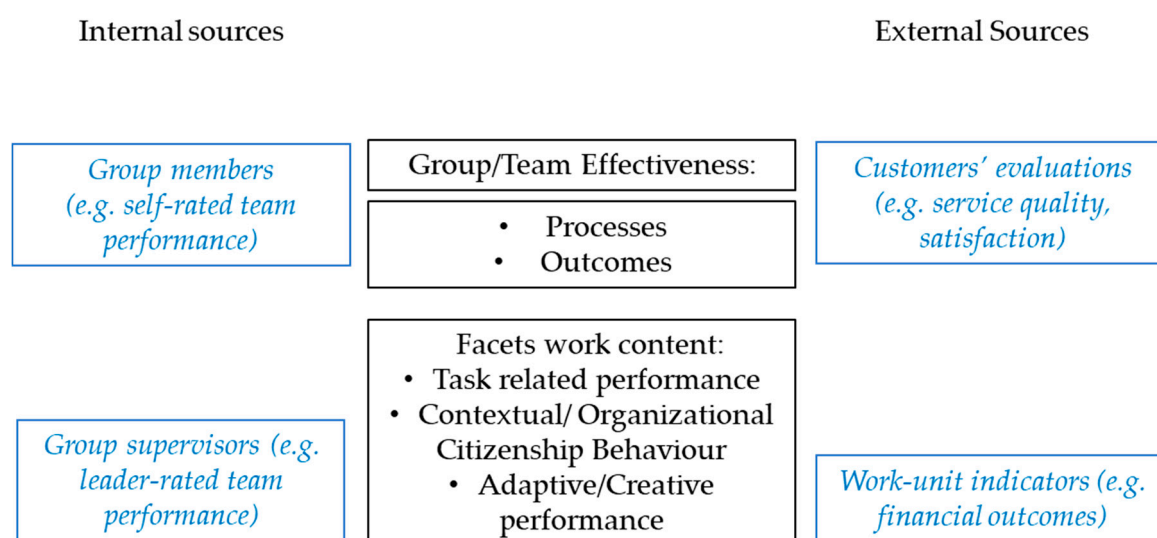 Internal sources
External Sources
Group members
(e.g. self-rated team
performance)
Group/Team Effectiveness:
• Processes
• Outcomes
Customers' evaluations
(e.g. service quality,
satisfaction)
Facets work content:
• Task related performance
• Contextual/ Organizational
Citizenship Behaviour
• Adaptive/Creative
performance
Group supervisors (e.g.
leader-rated team
performance)
Work-unit indicators (e.g.
financial outcomes)